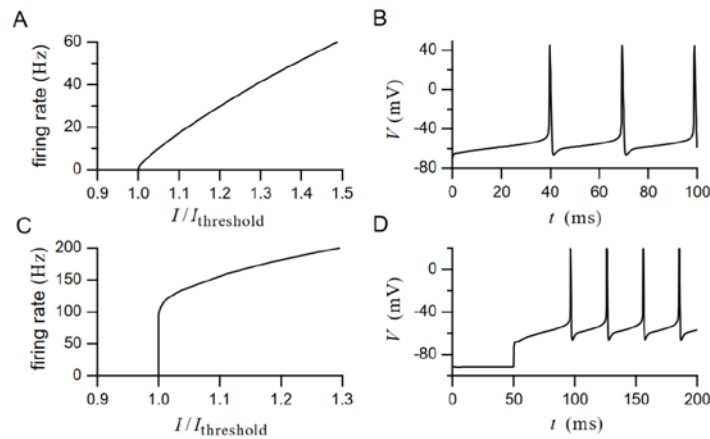 A
firing rate (Hz)
60
40
20
0
0.9 1.0 1.1 1.2 1.3 1.4 1.5
I / I threshold
B
V (mV)
40
0
-40
-80
0 20 40 60 80 100
t (ms)
C
firing rate (Hz)
200
150
100
50
0
0.9 1.0 1.1 1.2 1.3
I / I threshold
D
V (mV)
0
-40
-80
0 50 100 150 200
t (ms)